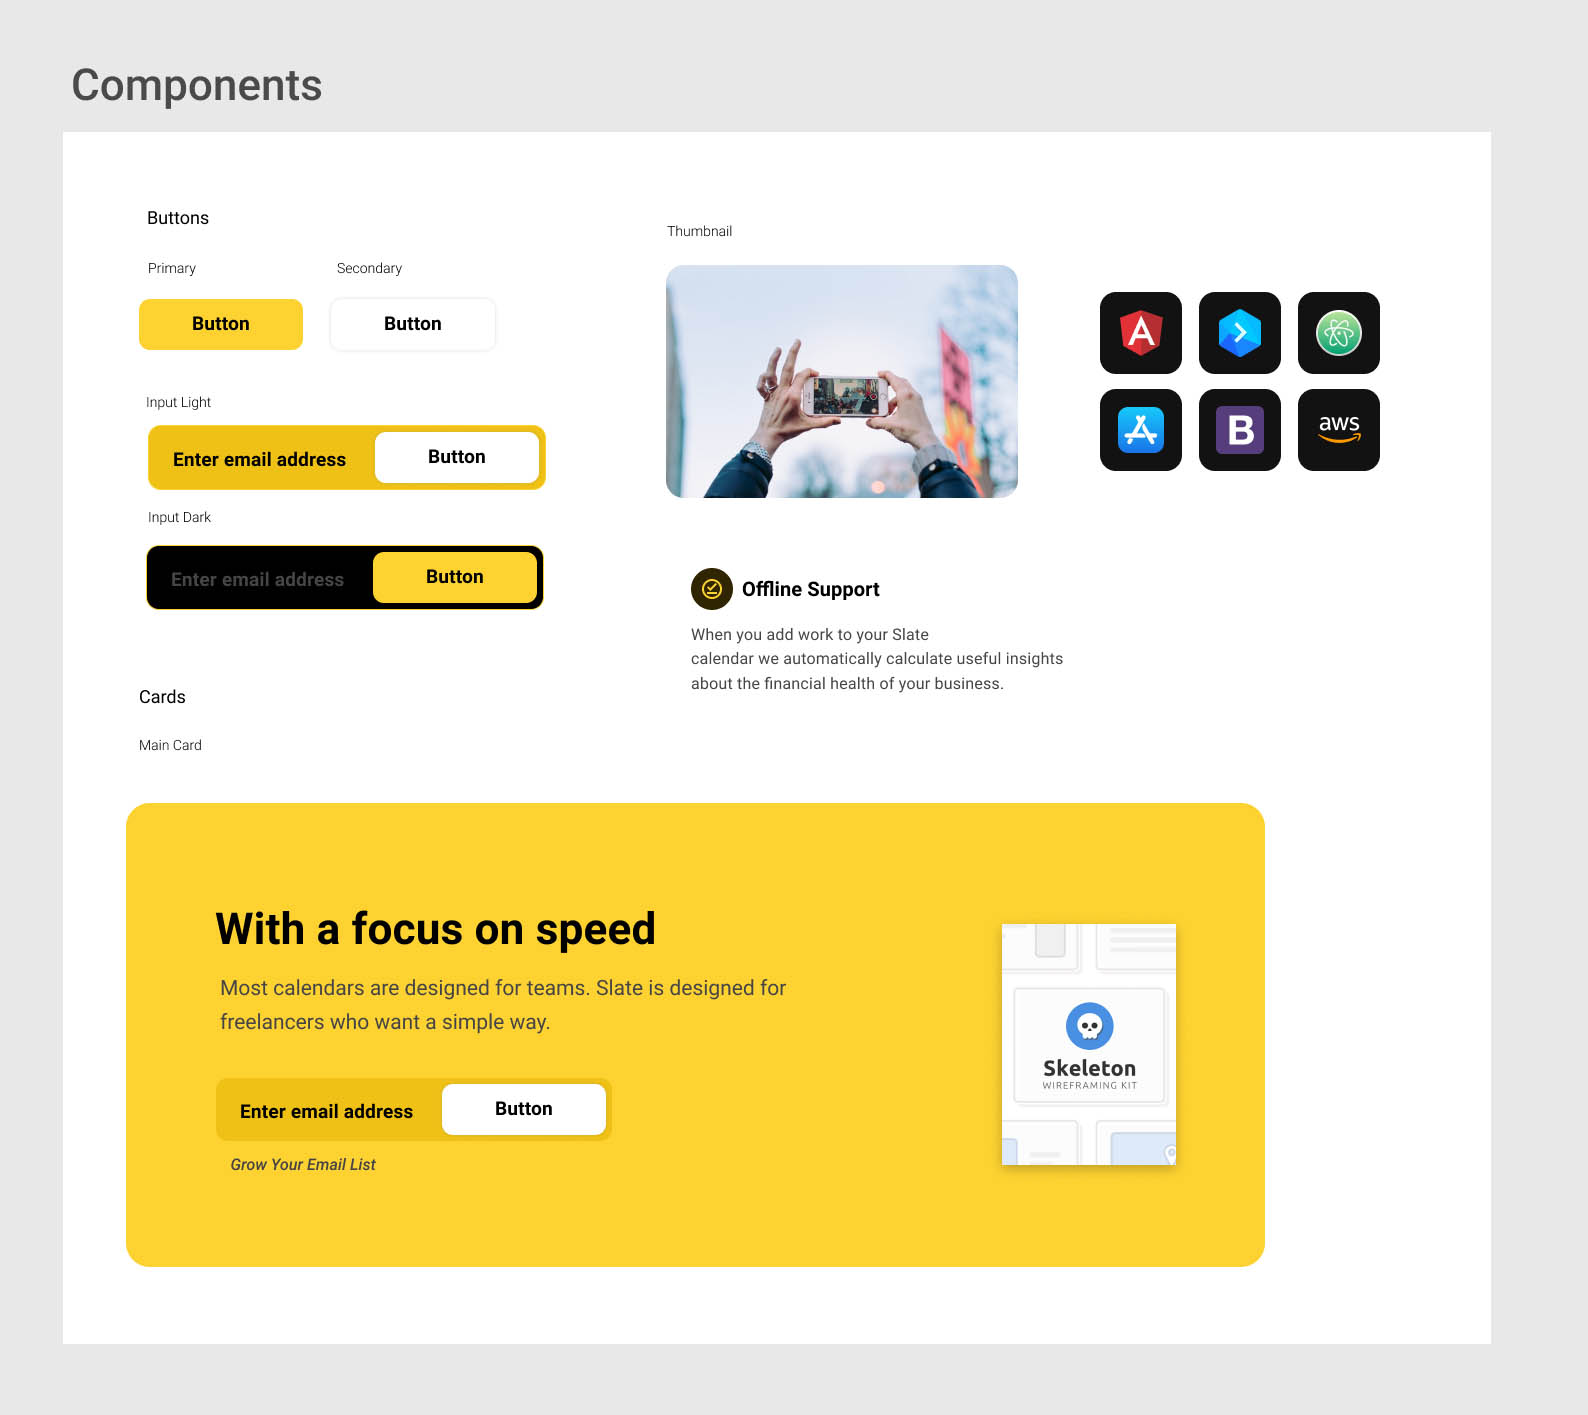 Components
Buttons
Primary
Secondary
Button
Button
Input Light
Enter email address
Button
Input Dark
Enter email address
Button
Thumbnail
aws
Offline Support
When you add work to your Slate
calendar we automatically calculate useful insights
about the financial health of your business.
Cards
Main Card
With a focus on speed
Most calendars are designed for teams. Slate is designed for
freelancers who want a simple way.
Enter email address
Button
Grow Your Email List
Skeleton
WIREFRAMING KIT